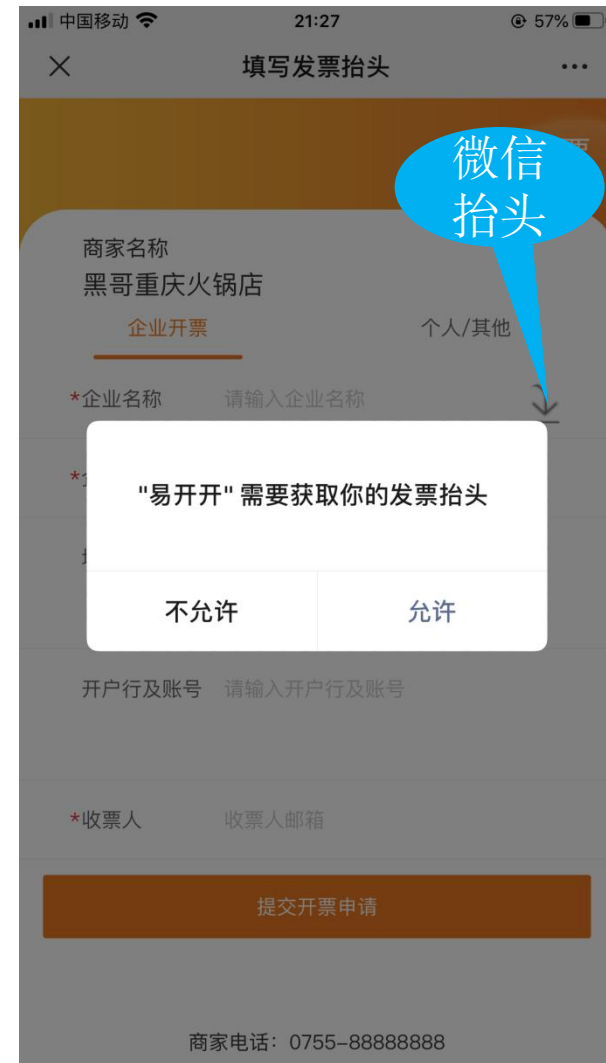 中国移动 21:27 57%
填写发票抬头
微信
抬头
商家名称
黑哥重庆火锅店
企业开票 个人/其他
*企业名称 请输入企业名称
*
"易开开" 需要获取你的发票抬头
不允许 允许
开户行及账号 请输入开户行及账号
*收票人 收票人邮箱
提交开票申请
商家电话：0755-88888888